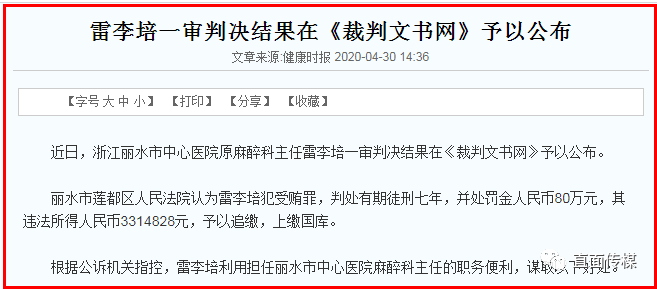 雷李培一审判决结果在《裁判文书网》予以公布
文章来源:健康时报 2020-04-30 14:36
【字号 大 中 小】 【打印】 【分享】 【收藏】
近日，浙江丽水市中心医院原麻醉科主任雷李培一审判决结果在《裁判文书网》予以公布。
丽水市莲都区人民法院认为雷李培犯受贿罪，判处有期徒刑七年，并处罚金人民币80万元，其
违法所得人民币3314828元，予以追缴，上缴国库。
根据公诉机关指控，雷李培利用担任丽水市中心医院麻醉科主任的职务便利，谋取以下好处。
真面传媒